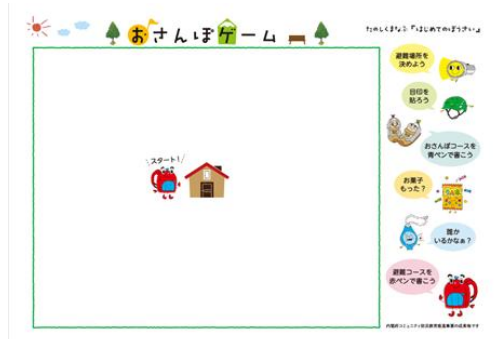 おさんぽゲーム
たのしくまなぶ『はじめてのぼうさい』
避難場所を
決めよう
目印を
貼ろう
おさんぽコースを
青ペンで書こう
お菓子
もった?
誰か
いるかなぁ?
避難コースを
赤ペンで書こう
スタート!